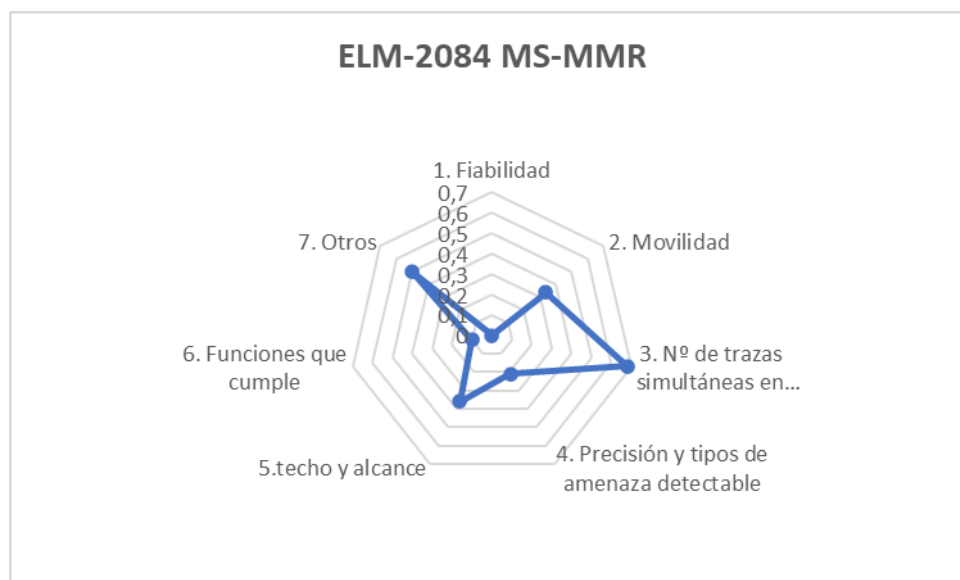 ELM-2084 MS-MMR
1. Fiabilidad
0,7
0,6
0,5
0,4
0,3
0,2
0,1
0
2. Movilidad
3. Nº de trazas
simultáneas en...
4. Precisión y tipos de
amenaza detectable
5.techo y alcance
6. Funciones que
cumple
7. Otros